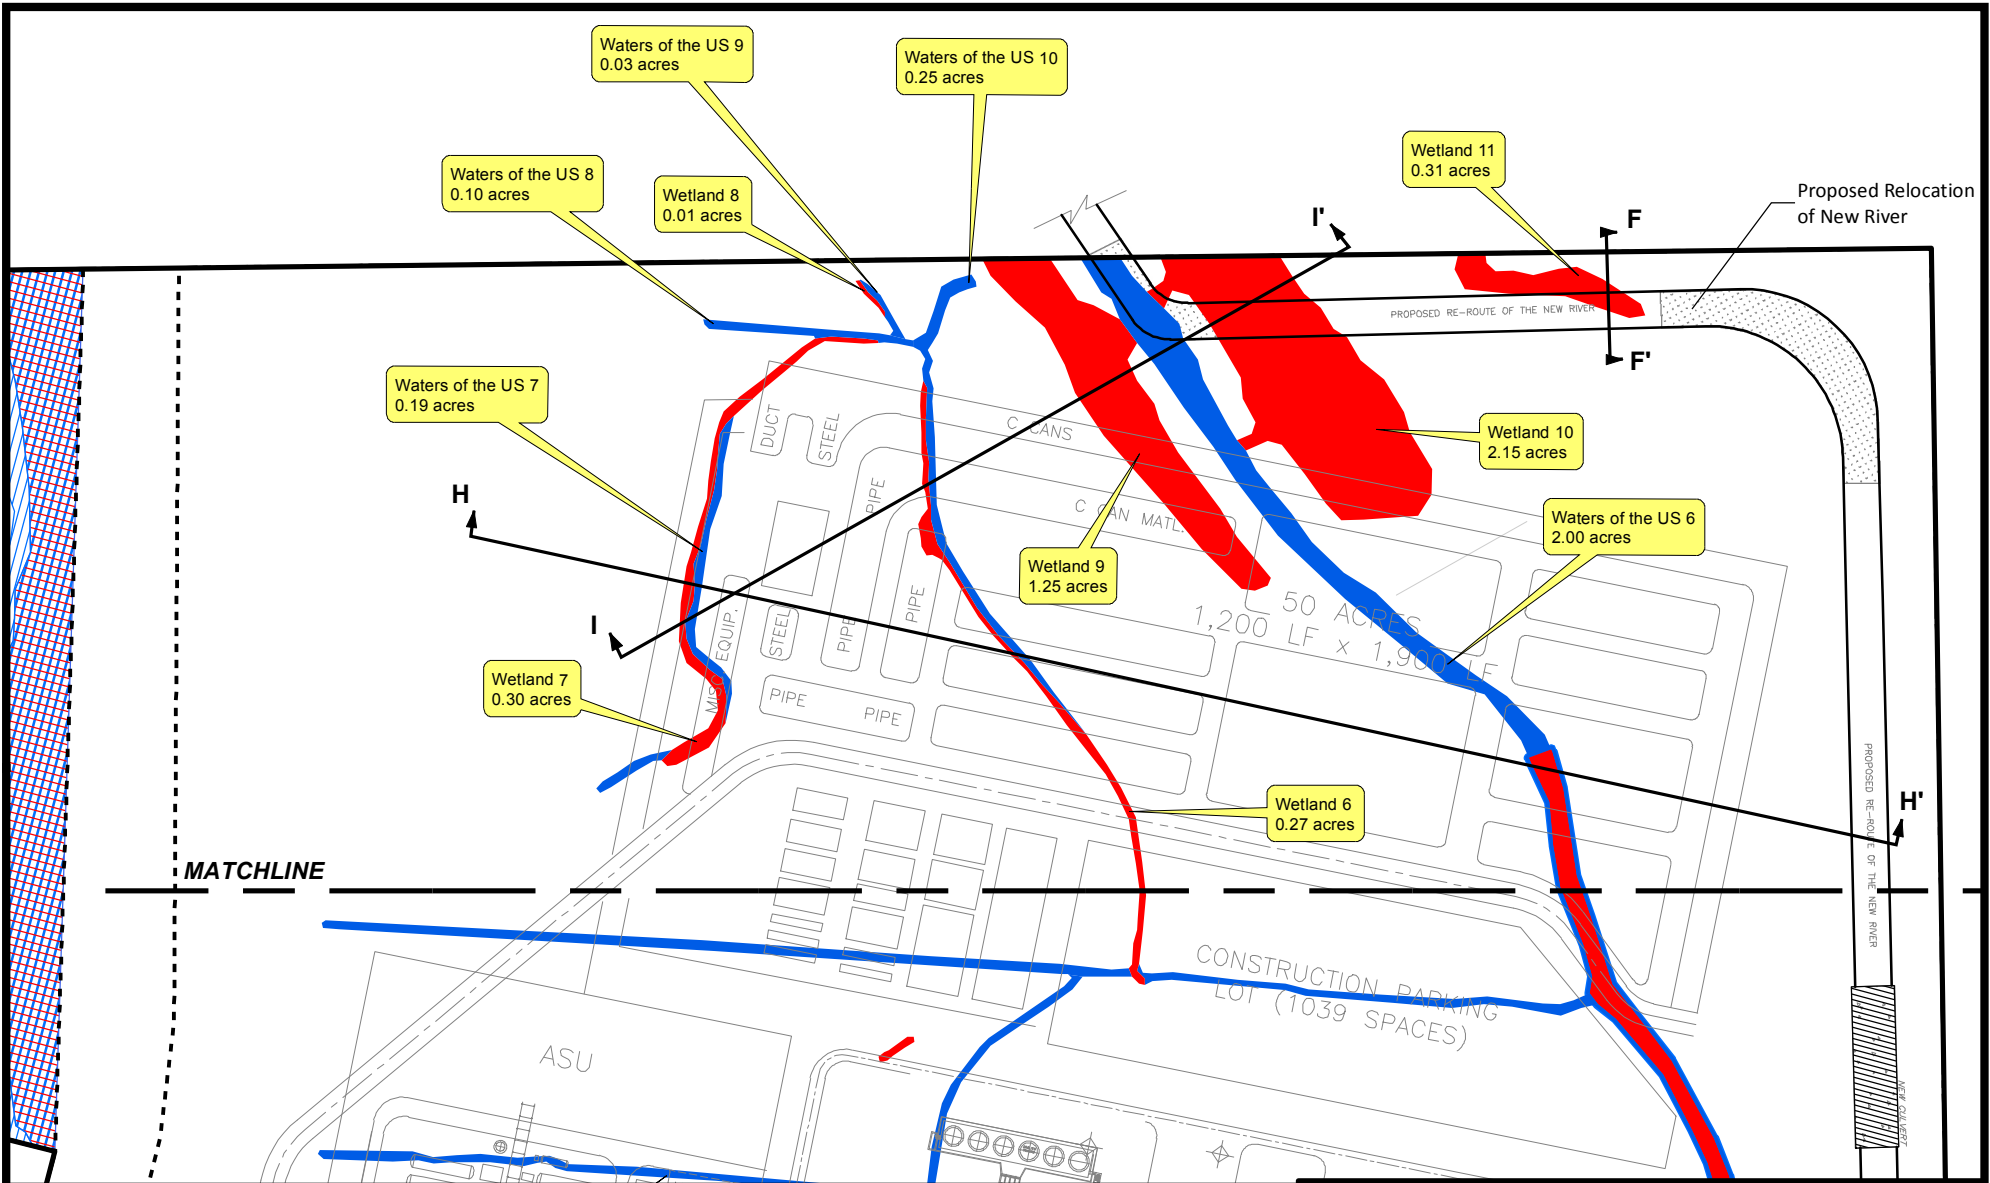 Waters of the US 9
0.03 acres
Waters of the US 10
0.25 acres
Wetland 11
0.31 acres
Waters of the US 8
0.10 acres
Wetland 8
0.01 acres
Proposed Relocation
of New River
I'
F
PROPOSED RE-ROUTE OF THE NEW RIVER
F'
Waters of the US 7
0.19 acres
DUCT
STEEL
C CANS
Wetland 10
2.15 acres
H
PIPE
C CAN MATL.
Waters of the US 6
2.00 acres
Wetland 9
1.25 acres
I
MISC EQUIP.
STEEL
PIPE
PIPE
50 ACRES
1,200 LF x 1,900 LF
Wetland 7
0.30 acres
PIPE
PIPE
Wetland 6
0.27 acres
H'
PROPOSED RE-ROUTE OF THE NEW RIVER
MATCHLINE
CONSTRUCTION PARKING
LOT (1039 SPACES)
ASU
NEW CULVERT